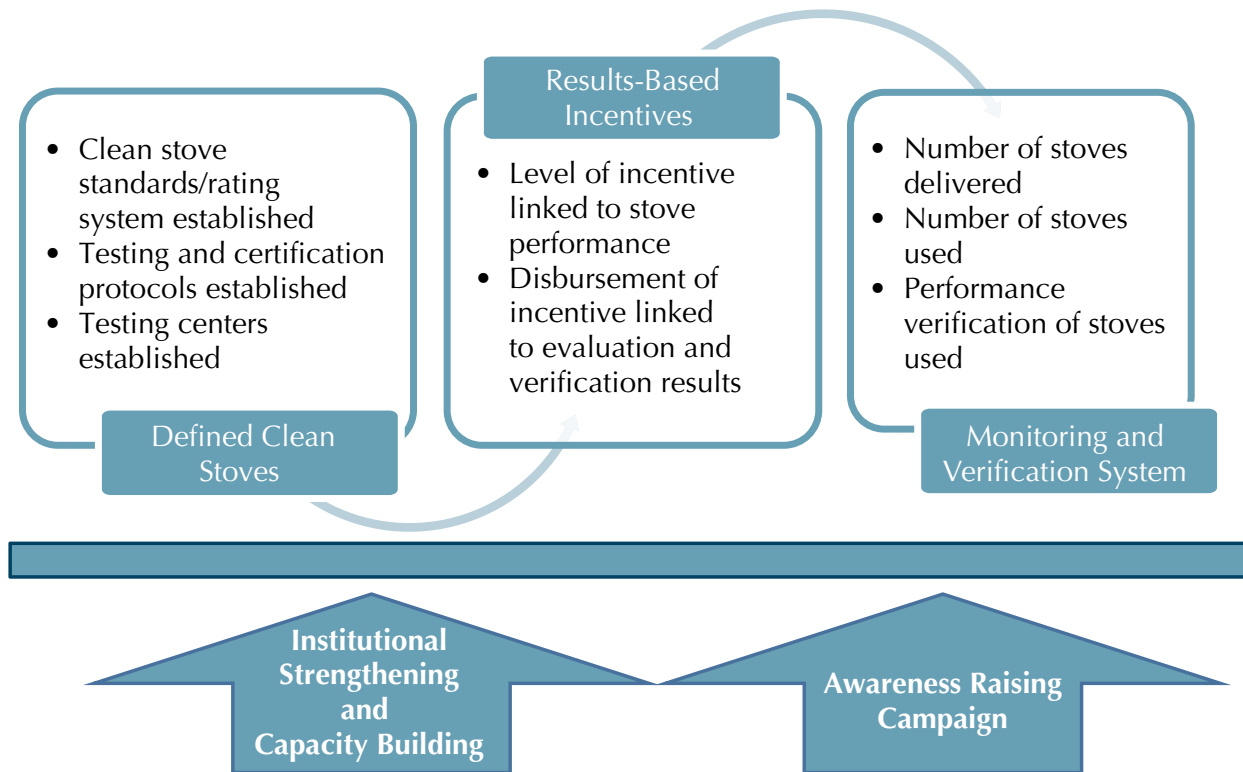 • Clean stove
standards/rating
system established
• Testing and certification
protocols established
• Testing centers
established
Defined Clean
Stoves
Results-Based
Incentives
• Level of incentive
linked to stove
performance
• Disbursement of
incentive linked
to evaluation and
verification results
• Number of stoves
delivered
• Number of stoves
used
• Performance
verification of stoves
used
Monitoring and
Verification System
Institutional
Strengthening
and
Capacity Building
Awareness Raising
Campaign